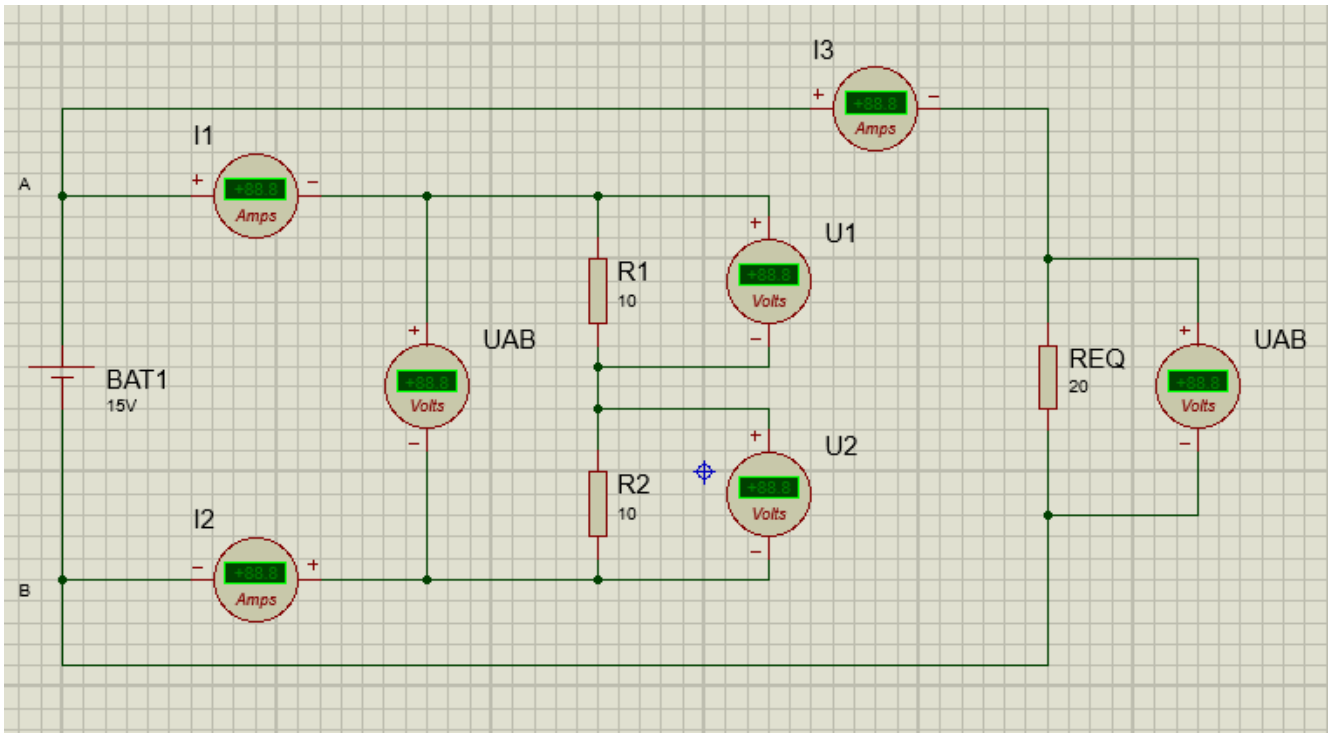 I3
+88.8
Amps
+
−
I1
A
+
−
+88.8
Amps
+
U1
+88.8
Volts
−
R1
10
+
UAB
+88.8
Volts
−
BAT1
15V
+
U2
+88.8
Volts
−
R2
10
REQ
20
+
UAB
+88.8
Volts
−
I2
−
+
+88.8
Amps
B